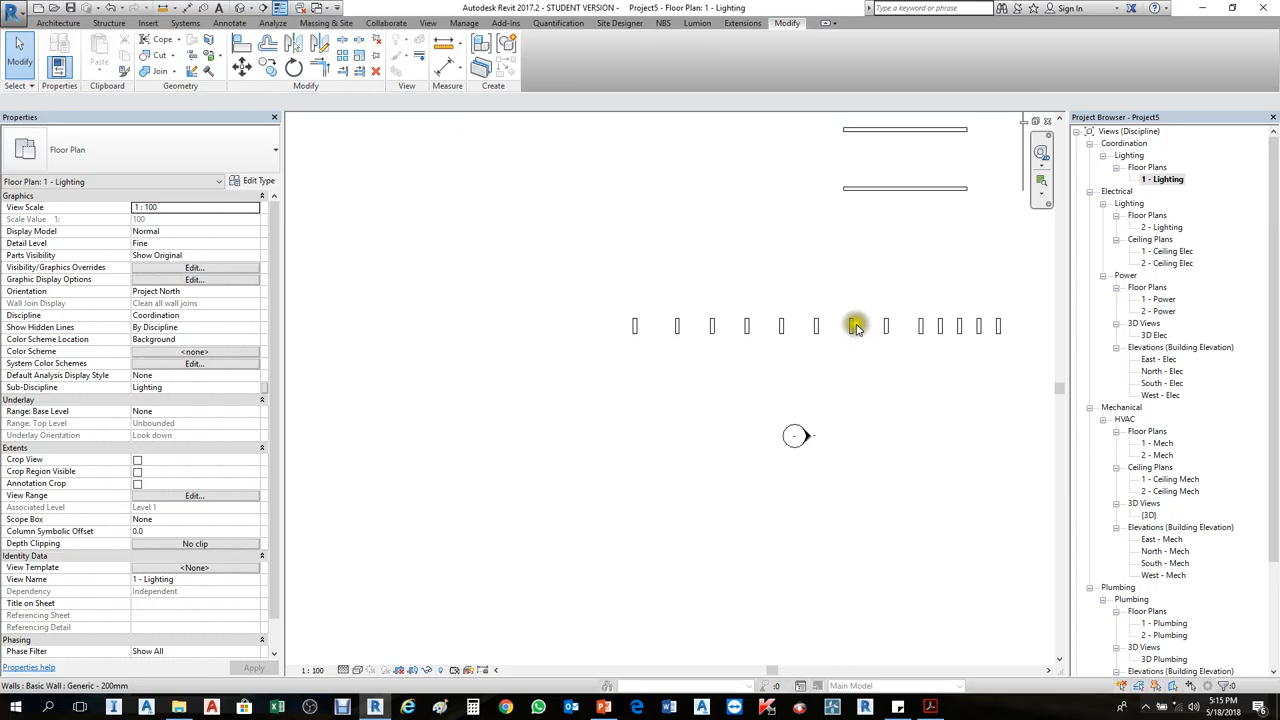 Autodesk Revit 2017.2 - STUDENT VERSION - Project5 - Floor Plan: 1 - Lighting
Type a keyword or phrase
Sign In
Architecture Structure Insert Systems Annotate Analyze Massing & Site Collaborate View Manage Add-Ins Quantification Site Designer NBS Lumion Extensions Modify
Modify
Paste
Cope
Cut
Join
Select Properties Clipboard Geometry Modify View Measure Create
Properties
Floor Plan
Floor Plan: 1 - Lighting
Edit Type
Graphics
View Scale 1 : 100
Scale Value 1: 100
Display Model Normal
Detail Level Fine
Parts Visibility Show Original
Visibility/Graphics Overrides Edit...
Graphic Display Options Edit...
Orientation Project North
Wall Join Display Clean all wall joins
Discipline Coordination
Show Hidden Lines By Discipline
Color Scheme Location Background
Color Scheme <none>
System Color Schemes Edit...
Default Analysis Display Style None
Sub-Discipline Lighting
Underlay
Range: Base Level None
Range: Top Level Unbounded
Underlay Orientation Look down
Extents
Crop View
Crop Region Visible
Annotation Crop
View Range Edit...
Associated Level Level 1
Scope Box None
Column Symbolic Offset 0.0
Depth Clipping No clip
Identity Data
View Template <None>
View Name 1 - Lighting
Dependency Independent
Title on Sheet
Referencing Sheet
Referencing Detail
Phasing
Phase Filter Show All
Properties help
Apply
Project Browser - Project5
Views (Discipline)
Coordination
Lighting
Floor Plans
1 - Lighting
Electrical
Lighting
Floor Plans
2 - Lighting
Ceiling Plans
1 - Ceiling Elec
2 - Ceiling Elec
Power
Floor Plans
1 - Power
2 - Power
3D Views
3D Elec
Elevations (Building Elevation)
East - Elec
North - Elec
South - Elec
West - Elec
Mechanical
HVAC
Floor Plans
1 - Mech
2 - Mech
Ceiling Plans
1 - Ceiling Mech
2 - Ceiling Mech
3D Views
{3D}
Elevations (Building Elevation)
East - Mech
North - Mech
South - Mech
West - Mech
Plumbing
Plumbing
Floor Plans
1 - Plumbing
2 - Plumbing
3D Views
3D Plumbing
Elevations (Building Elevation)
1 : 100
Walls : Basic Wall : Generic - 200mm
:0
Main Model
:0
5:15 PM
5/18/2018